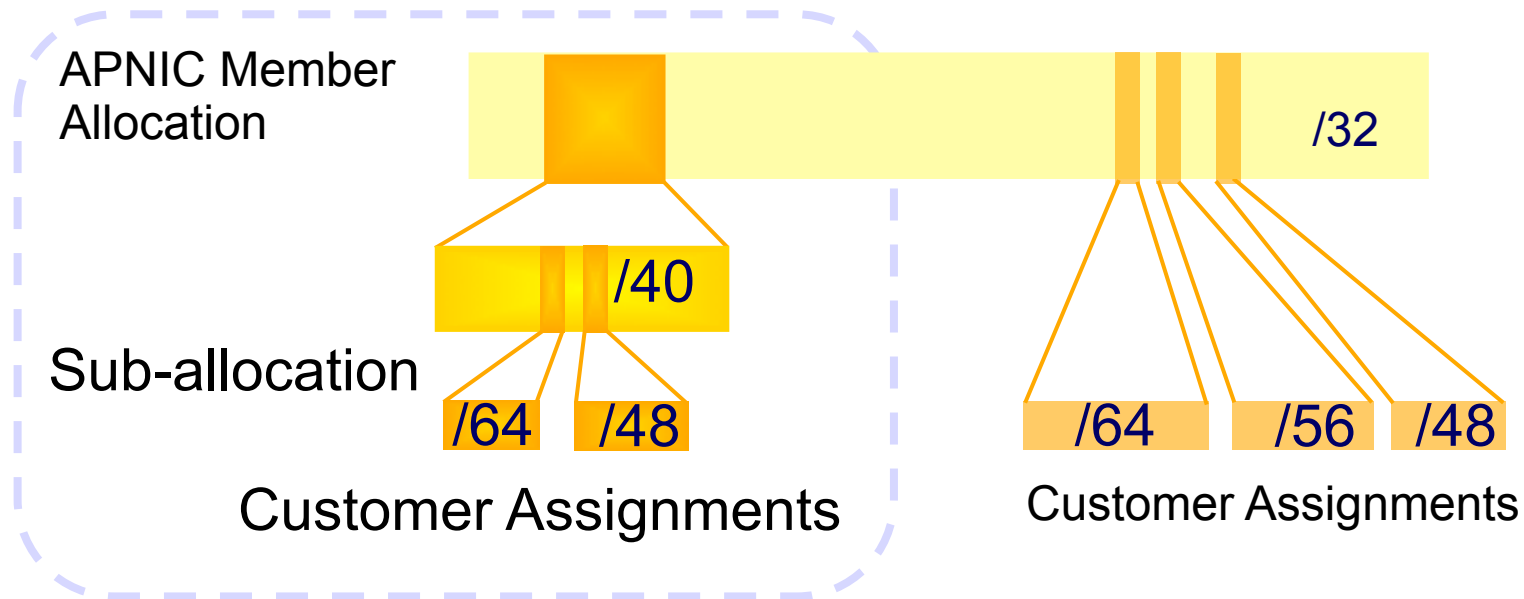 APNIC Member
Allocation
/32
/40
Sub-allocation
/64
/48
/64
/56
/48
Customer Assignments
Customer Assignments